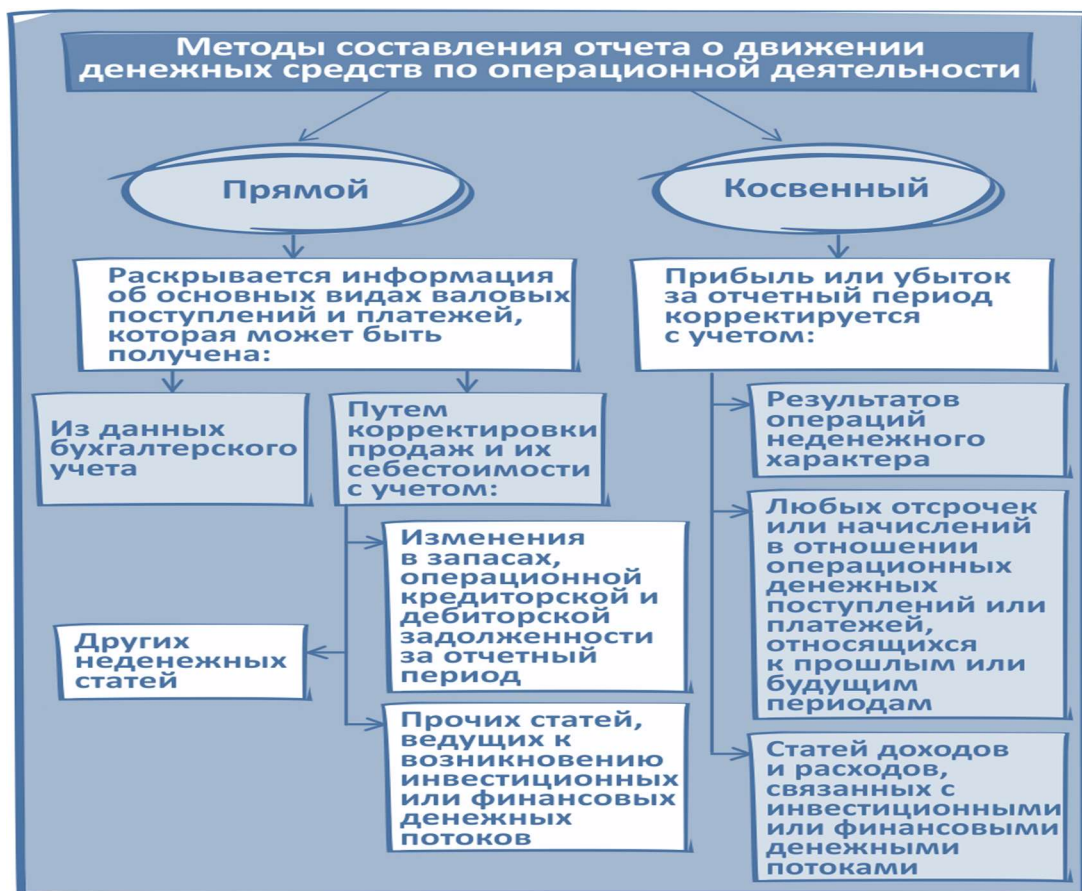 Методы составления отчета о движении
денежных средств по операционной деятельности
Прямой
Косвенный
Раскрывается информация
об основных видах валовых
поступлений и платежей,
которая может быть
получена:
Прибыль или убыток
за отчетный период
корректируется
с учетом:
Из данных
бухгалтерского
учета
Путем
корректировки
продаж и их
себестоимости
с учетом:
Изменения
в запасах,
операционной
кредиторской и
дебиторской
задолженности
за отчетный
период
Других
неденежных
статей
Прочих статей,
ведущих к
возникновению
инвестиционных
или финансовых
денежных
потоков
Результатов
операций
неденежного
характера
Любых отсрочек
или начислений
в отношении
операционных
денежных
поступлений или
платежей,
относящихся
к прошлым или
будущим
периодам
Статей доходов
и расходов,
связанных с
инвестиционными
или финансовыми
денежными
потоками